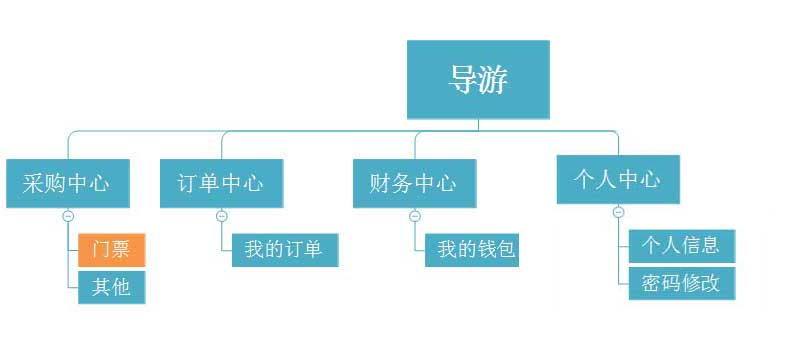 导游
采购中心
订单中心
财务中心
个人中心
门票
我的订单
我的钱包
个人信息
其他
密码修改